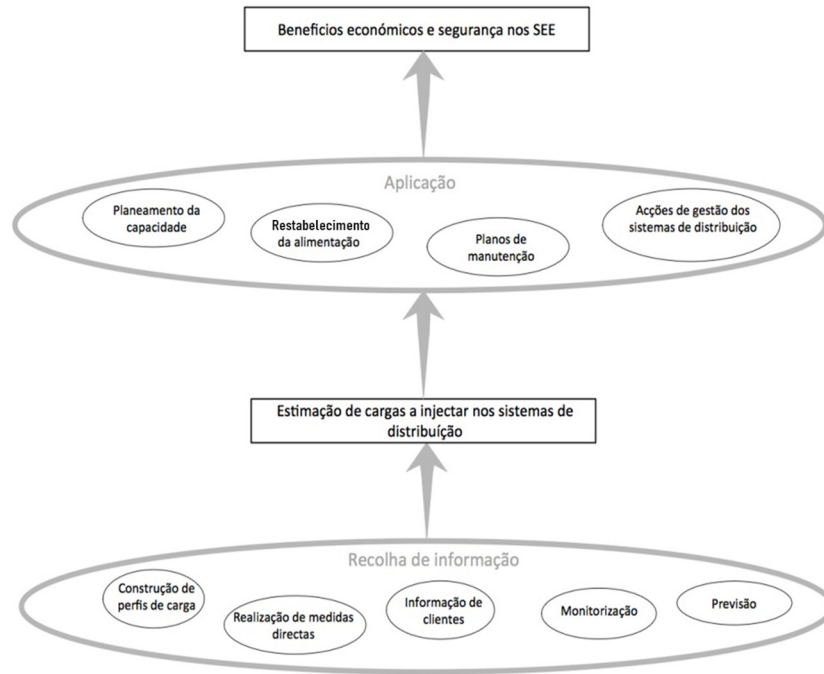 Beneficios económicos e segurança nos SEE
Aplicação
Planeamento da
capacidade
Restabelecimento
da alimentação
Planos de
manutenção
Acções de gestão dos
sistemas de distribuição
Estimação de cargas a injectar nos sistemas de
distribuíção
Recolha de informação
Construção de
perfis de carga
Realização de medidas
directas
Informação de
clientes
Monitorização
Previsão